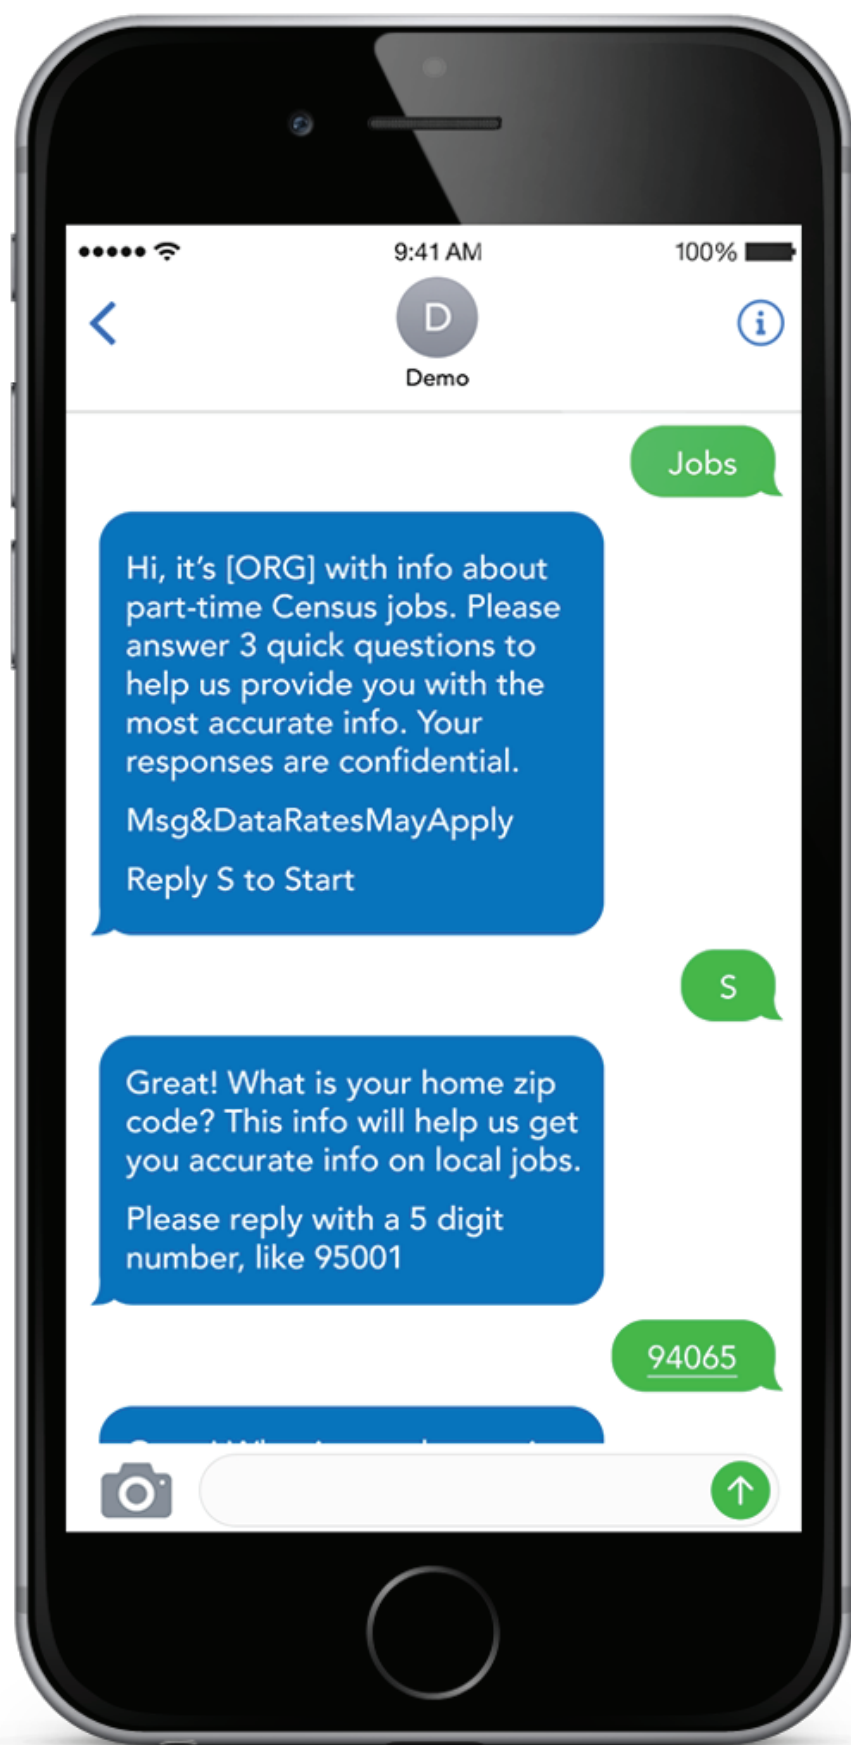 9:41 AM
100%
D
Demo
Jobs
Hi, it's [ORG] with info about
part-time Census jobs. Please
answer 3 quick questions to
help us provide you with the
most accurate info. Your
responses are confidential.
Msg&DataRatesMayApply
Reply S to Start
S
Great! What is your home zip
code? This info will help us get
you accurate info on local jobs.
Please reply with a 5 digit
number, like 95001
94065